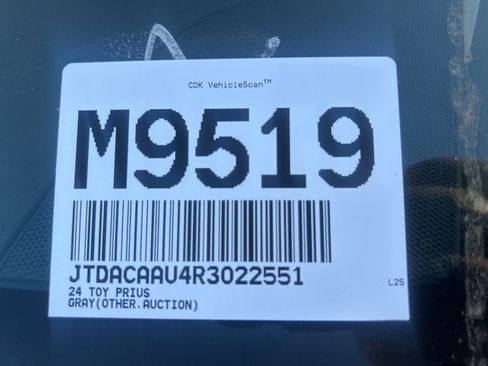 CDK VehicleScan™
M9519
JTDACAAU4R3022551
L25
24 TOY PRIUS
GRAY(OTHER.AUCTION)